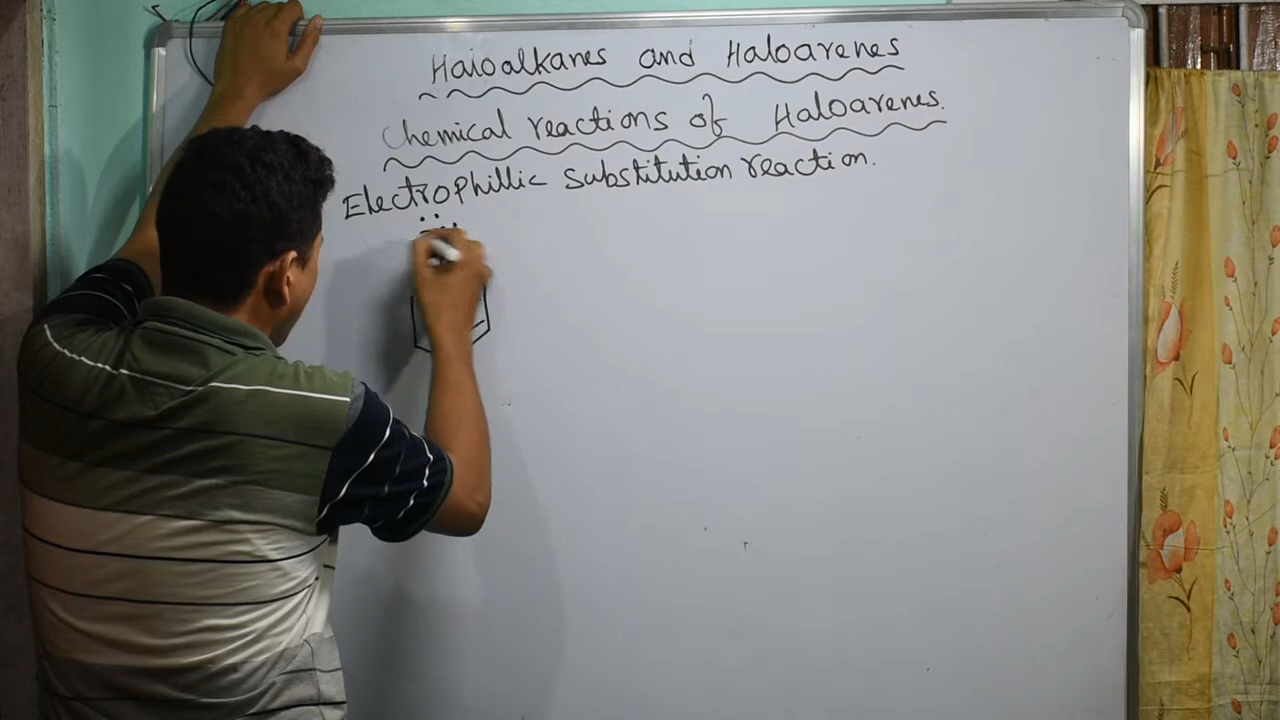 Haloalkanes and Haloarenes
Chemical reactions of Haloarenes.
Electrophillic substitution reaction.